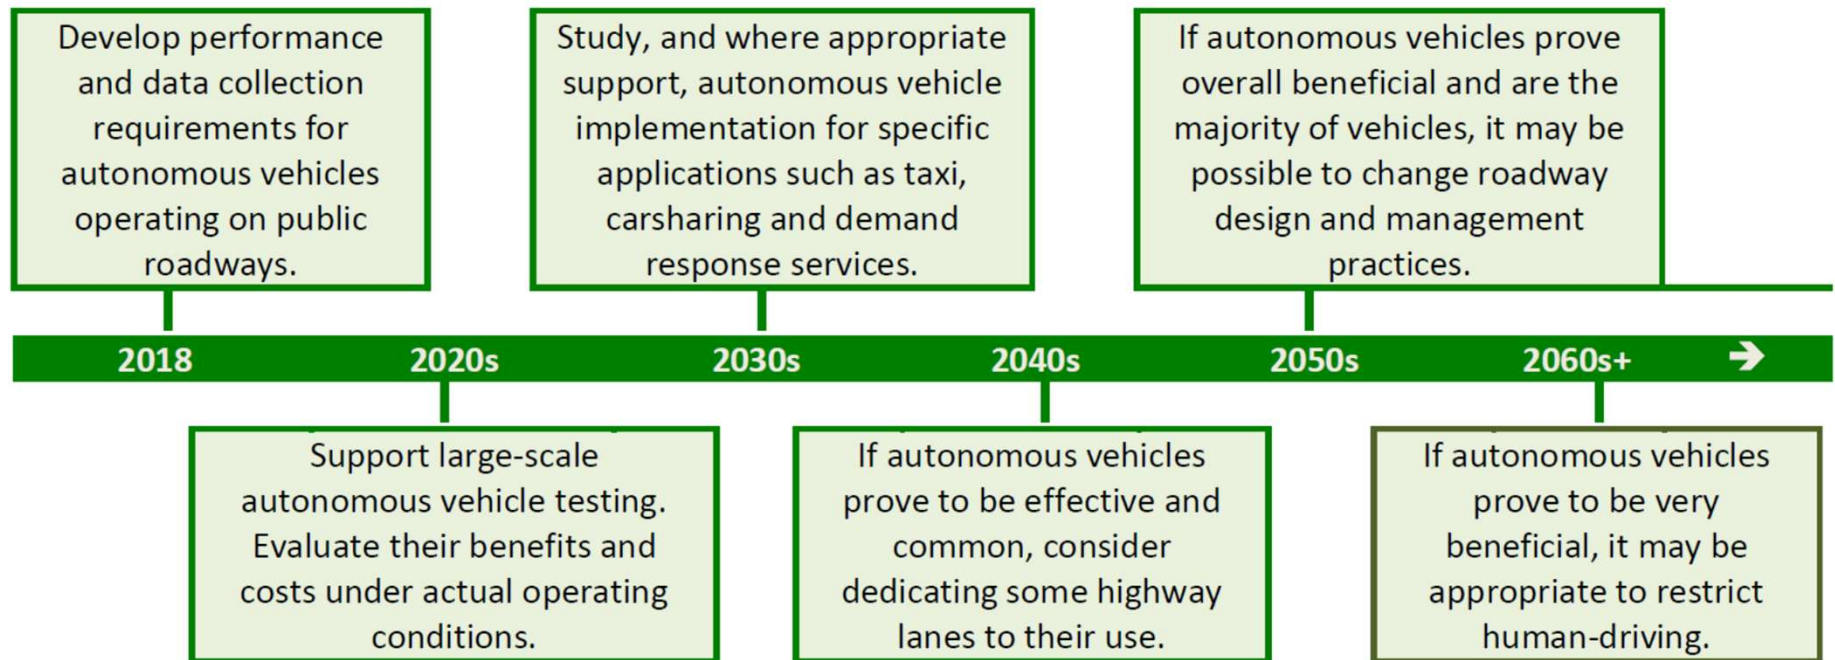 Develop performance
and data collection
requirements for
autonomous vehicles
operating on public
roadways.
Study, and where appropriate
support, autonomous vehicle
implementation for specific
applications such as taxi,
carsharing and demand
response services.
If autonomous vehicles prove
overall beneficial and are the
majority of vehicles, it may be
possible to change roadway
design and management
practices.
2018 2020s 2030s 2040s 2050s 2060s+ →
Support large-scale
autonomous vehicle testing.
Evaluate their benefits and
costs under actual operating
conditions.
If autonomous vehicles
prove to be effective and
common, consider
dedicating some highway
lanes to their use.
If autonomous vehicles
prove to be very
beneficial, it may be
appropriate to restrict
human-driving.